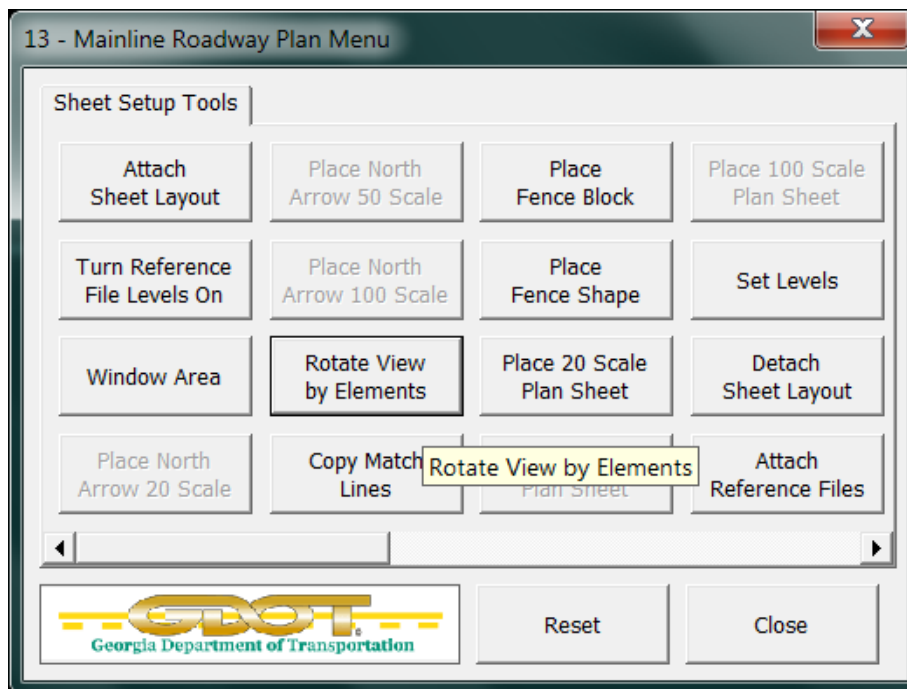 13 - Mainline Roadway Plan Menu
Sheet Setup Tools
Attach
Sheet Layout
Place North
Arrow 50 Scale
Place
Fence Block
Place 100 Scale
Plan Sheet
Turn Reference
File Levels On
Place North
Arrow 100 Scale
Place
Fence Shape
Set Levels
Window Area
Rotate View
by Elements
Place 20 Scale
Plan Sheet
Detach
Sheet Layout
Place North
Arrow 20 Scale
Copy Match
Lines
Rotate View by Elements
Plan Sheet
Attach
Reference Files
GDOT
Georgia Department of Transportation
Reset
Close